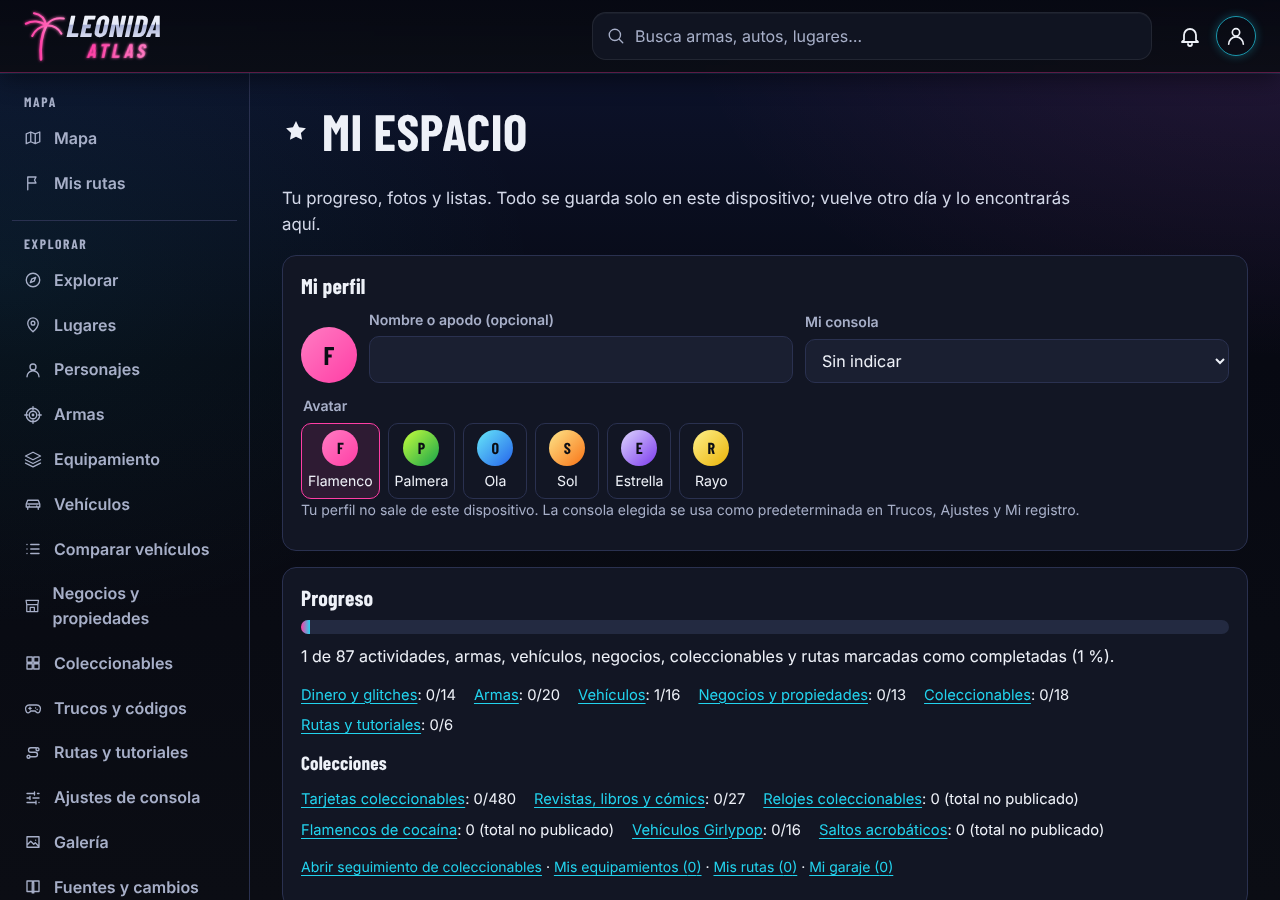 LEONIDA
ATLAS
Busca armas, autos, lugares...
MAPA
Mapa
Mis rutas
EXPLORAR
Explorar
Lugares
Personajes
Armas
Equipamiento
Vehículos
Comparar vehículos
Negocios y
propiedades
Coleccionables
Trucos y códigos
Rutas y tutoriales
Ajustes de consola
Galería
Fuentes y cambios
MI ESPACIO
Tu progreso, fotos y listas. Todo se guarda solo en este dispositivo; vuelve otro día y lo encontrarás
aquí.
Mi perfil
Nombre o apodo (opcional)
Mi consola
F
Sin indicar
Avatar
F P O S E R
Flamenco Palmera Ola Sol Estrella Rayo
Tu perfil no sale de este dispositivo. La consola elegida se usa como predeterminada en Trucos, Ajustes y Mi registro.
Progreso
1 de 87 actividades, armas, vehículos, negocios, coleccionables y rutas marcadas como completadas (1 %).
Dinero y glitches: 0/14 Armas: 0/20 Vehículos: 1/16 Negocios y propiedades: 0/13 Coleccionables: 0/18
Rutas y tutoriales: 0/6
Colecciones
Tarjetas coleccionables: 0/480 Revistas, libros y cómics: 0/27 Relojes coleccionables: 0 (total no publicado)
Flamencos de cocaína: 0 (total no publicado) Vehículos Girlypop: 0/16 Saltos acrobáticos: 0 (total no publicado)
Abrir seguimiento de coleccionables · Mis equipamientos (0) · Mis rutas (0) · Mi garaje (0)